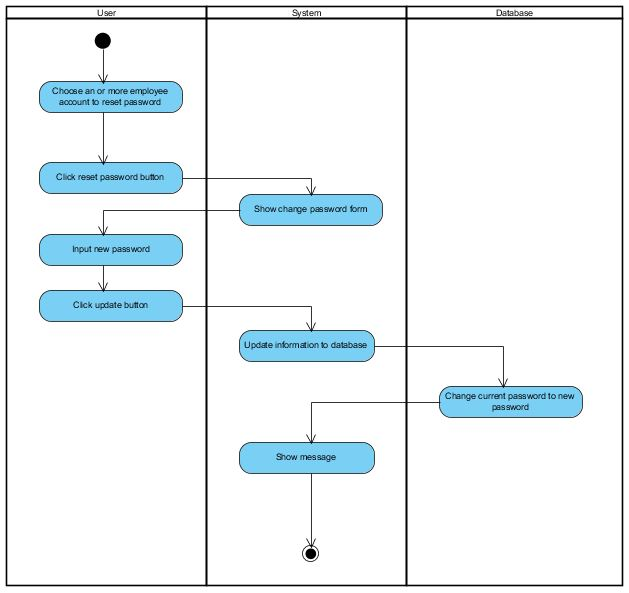 User
System
Database
Choose an or more employee
account to reset password
Click reset password button
Show change password form
Input new password
Click update button
Update information to database
Change current password to new
password
Show message